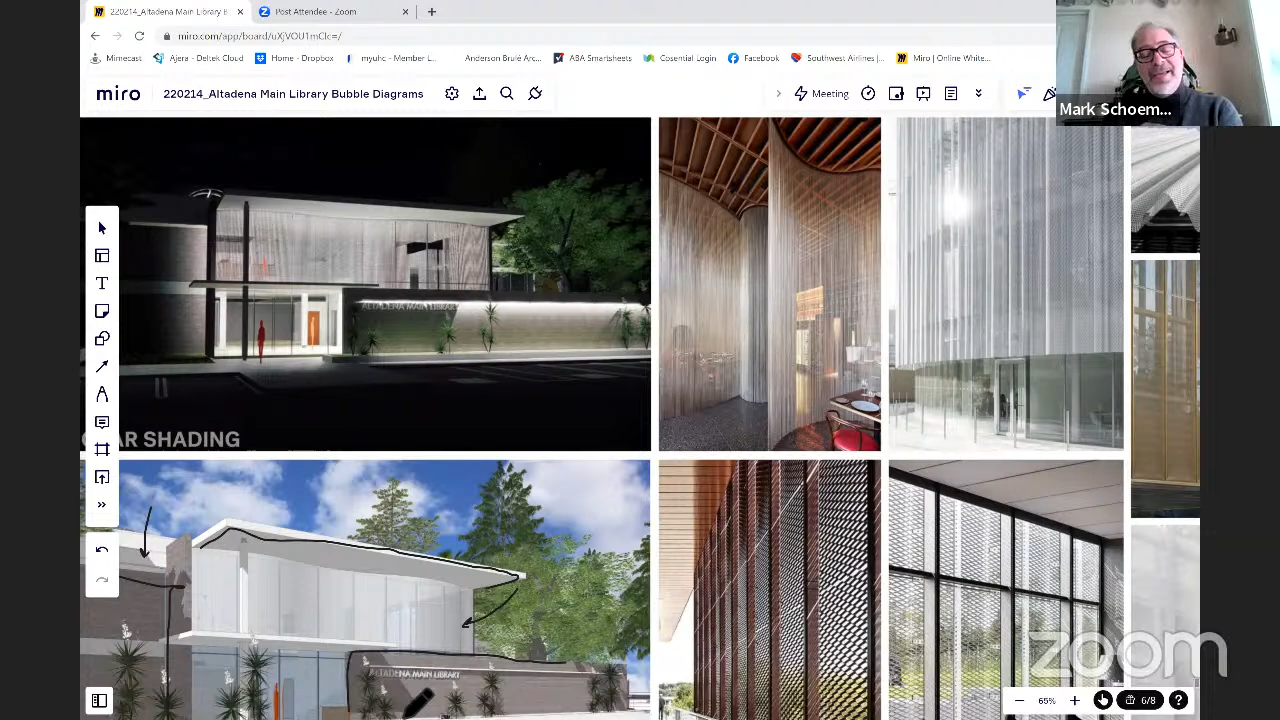 220214_Altadena Main Library B
Post Attendee - Zoom
miro.com/app/board/uXjVOU1mClc=/
Mimecast
Ajera - Deltek Cloud
Home - Dropbox
myuhc - Member L...
Anderson Brulé Arc...
ABA Smartsheets
Cosential Login
Facebook
Southwest Airlines |...
Miro | Online White...
miro
220214_Altadena Main Library Bubble Diagrams
Meeting
Mark Schoem...
ALTADENA MAIN LIBRARY
AR SHADING
ALTADENA MAIN LIBRARY
zoom
65%
6/8